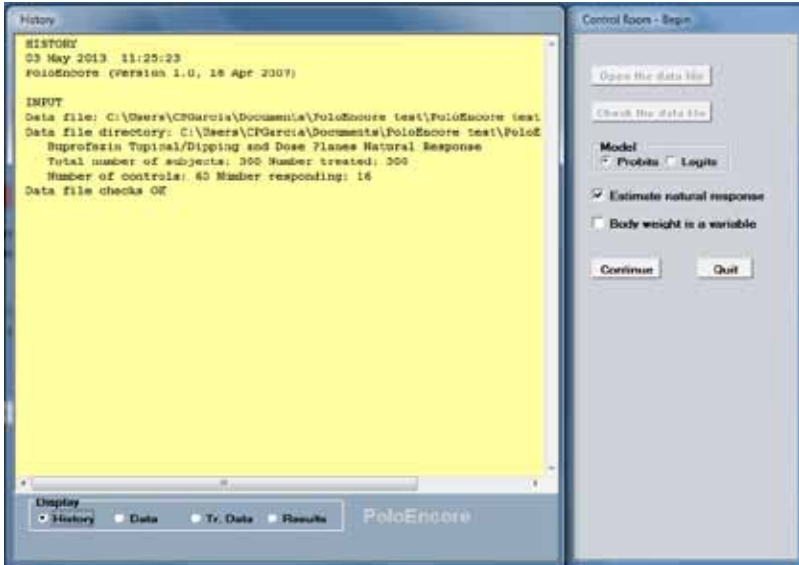 History
HISTORY
03 May 2013 11:25:23
PoloEncore (Version 1.0, 16 Apr 2007)
INPUT
Data file: C:\Users\CPGarcia\Documents\PoloEncore test\PoloEncore test
Data file directory: C:\Users\CPGarcia\Documents\PoloEncore test\PoloE
Buprofezin Topical/Dipping and Dose Planes Natural Response
Total number of subjects: 360 Number treated: 300
Number of controls: 60 Number responding: 16
Data file checks OK
Display
History Data Tr. Data Results
PoloEncore
Control Room - Begin
Open the data file
Check the data file
Model
Probits Logits
Estimate natural response
Body weight is a variable
Continue Quit